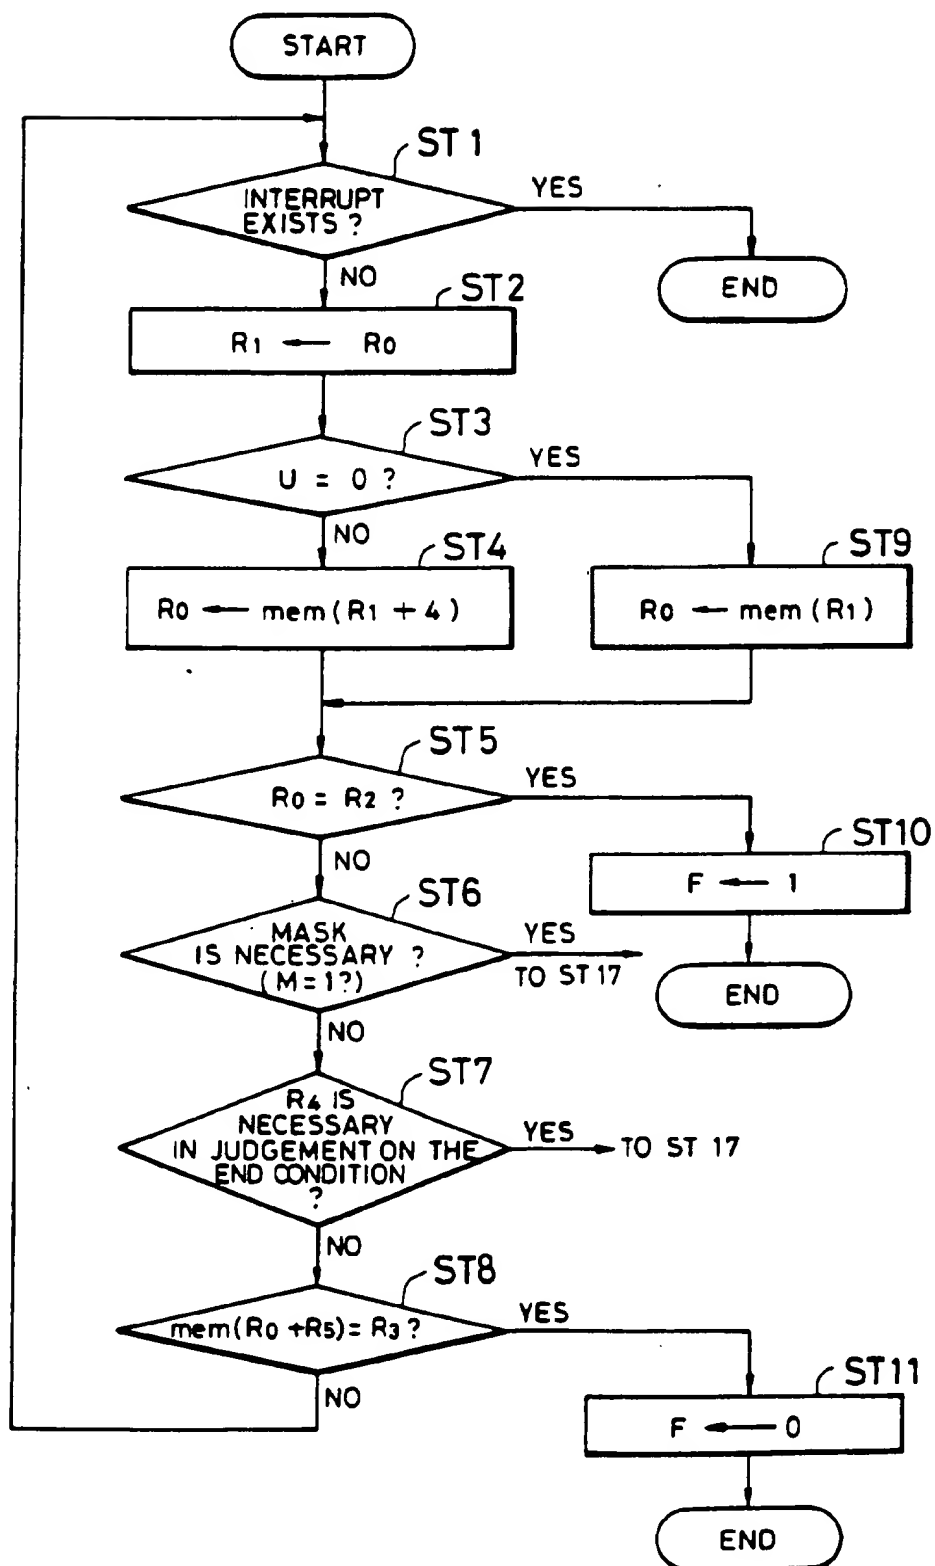 START
ST 1
INTERRUPT
EXISTS ?
YES
END
NO
ST2
R1 ← R0
ST3
U = 0 ?
YES
NO
ST4
R0 ← mem(R1 + 4)
ST9
R0 ← mem(R1)
ST5
R0 = R2 ?
YES
ST10
F ← 1
END
NO
ST6
MASK
IS NECESSARY ?
(M=1?)
YES
TO ST 17
NO
ST7
R4 IS
NECESSARY
IN JUDGEMENT ON THE
END CONDITION
?
YES
TO ST 17
NO
ST8
mem(R0 +R5)= R3 ?
YES
NO
ST11
F ← 0
END